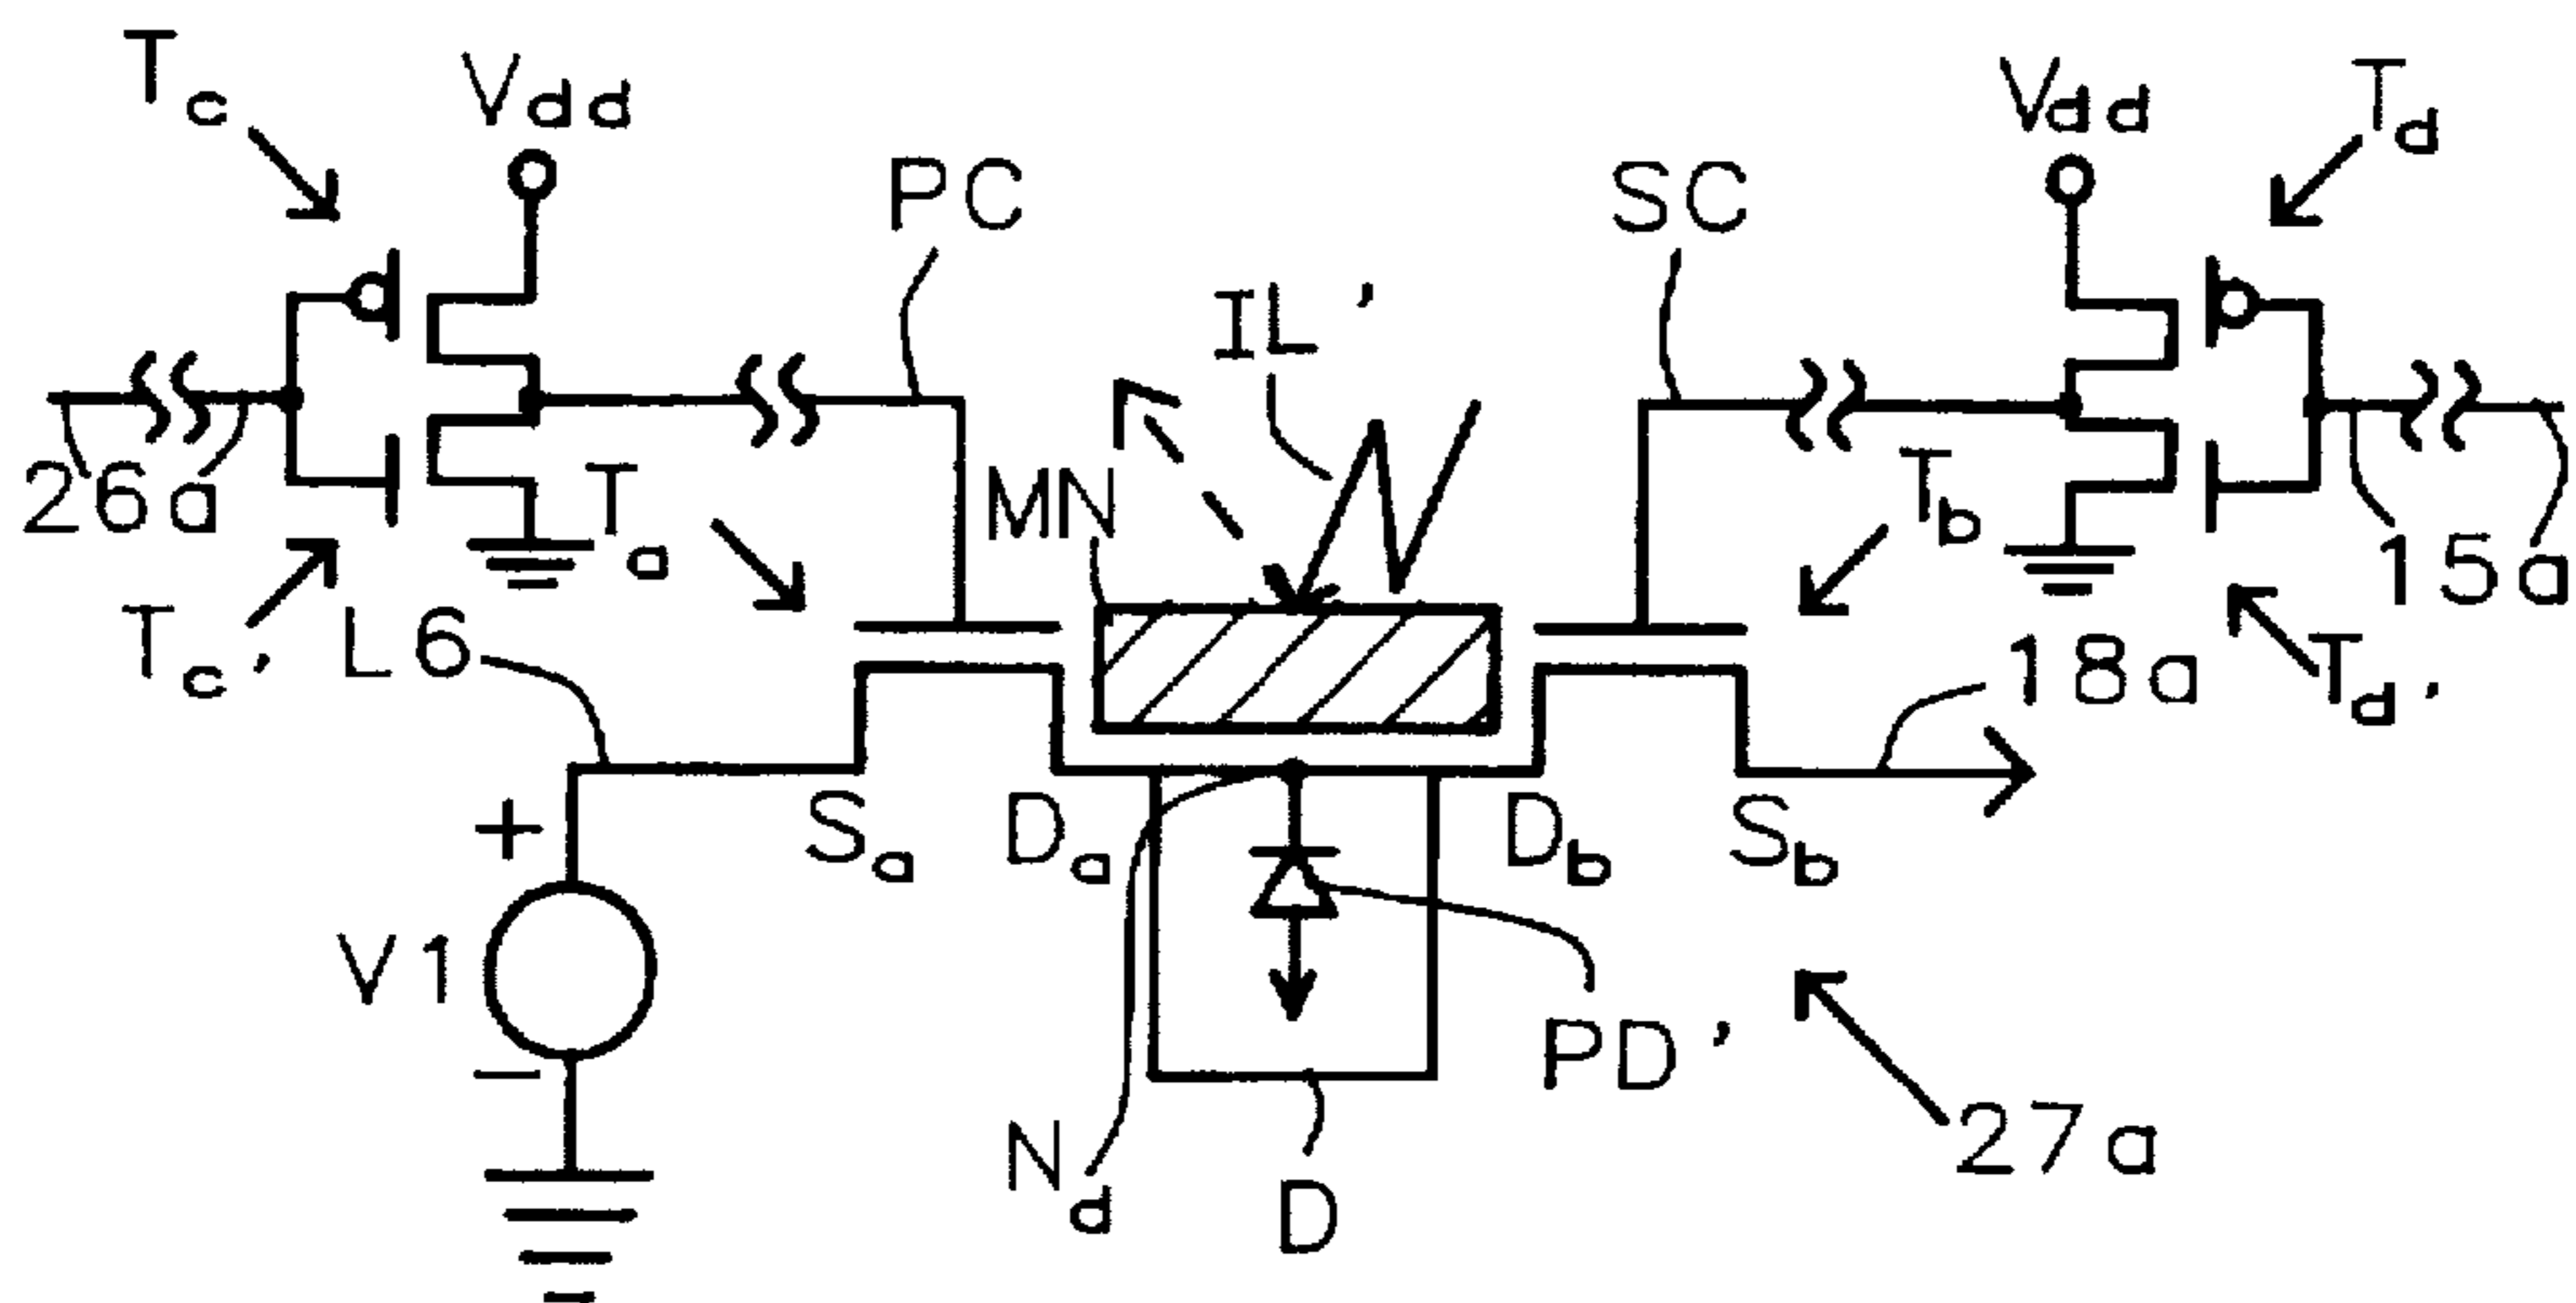 Tc
Vdd
Vdd
Td
PC
SC
IL'
26a
Ta
MN
Tb
15a
Tc'
L6
18a
Td'
+
Sa
Da
Db
Sb
V1
−
PD'
Nd
D
27a